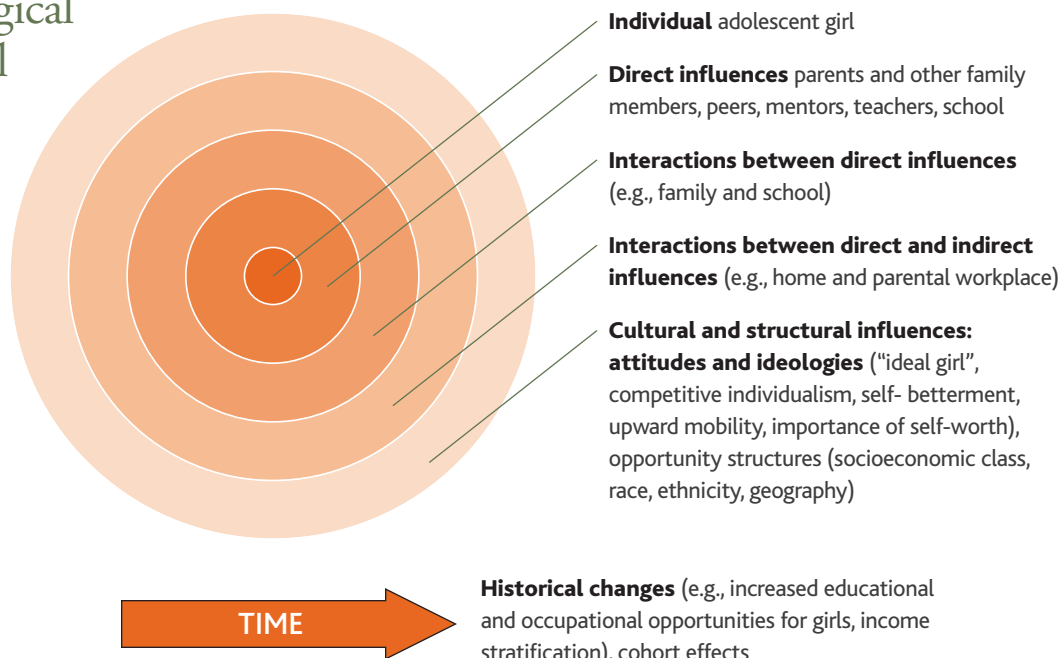 Individual adolescent girl
Direct influences parents and other family
members, peers, mentors, teachers, school
Interactions between direct influences
(e.g., family and school)
Interactions between direct and indirect
influences (e.g., home and parental workplace)
Cultural and structural influences:
attitudes and ideologies (“ideal girl”,
competitive individualism, self- betterment,
upward mobility, importance of self-worth),
opportunity structures (socioeconomic class,
race, ethnicity, geography)
TIME
Historical changes (e.g., increased educational
and occupational opportunities for girls, income
stratification), cohort effects